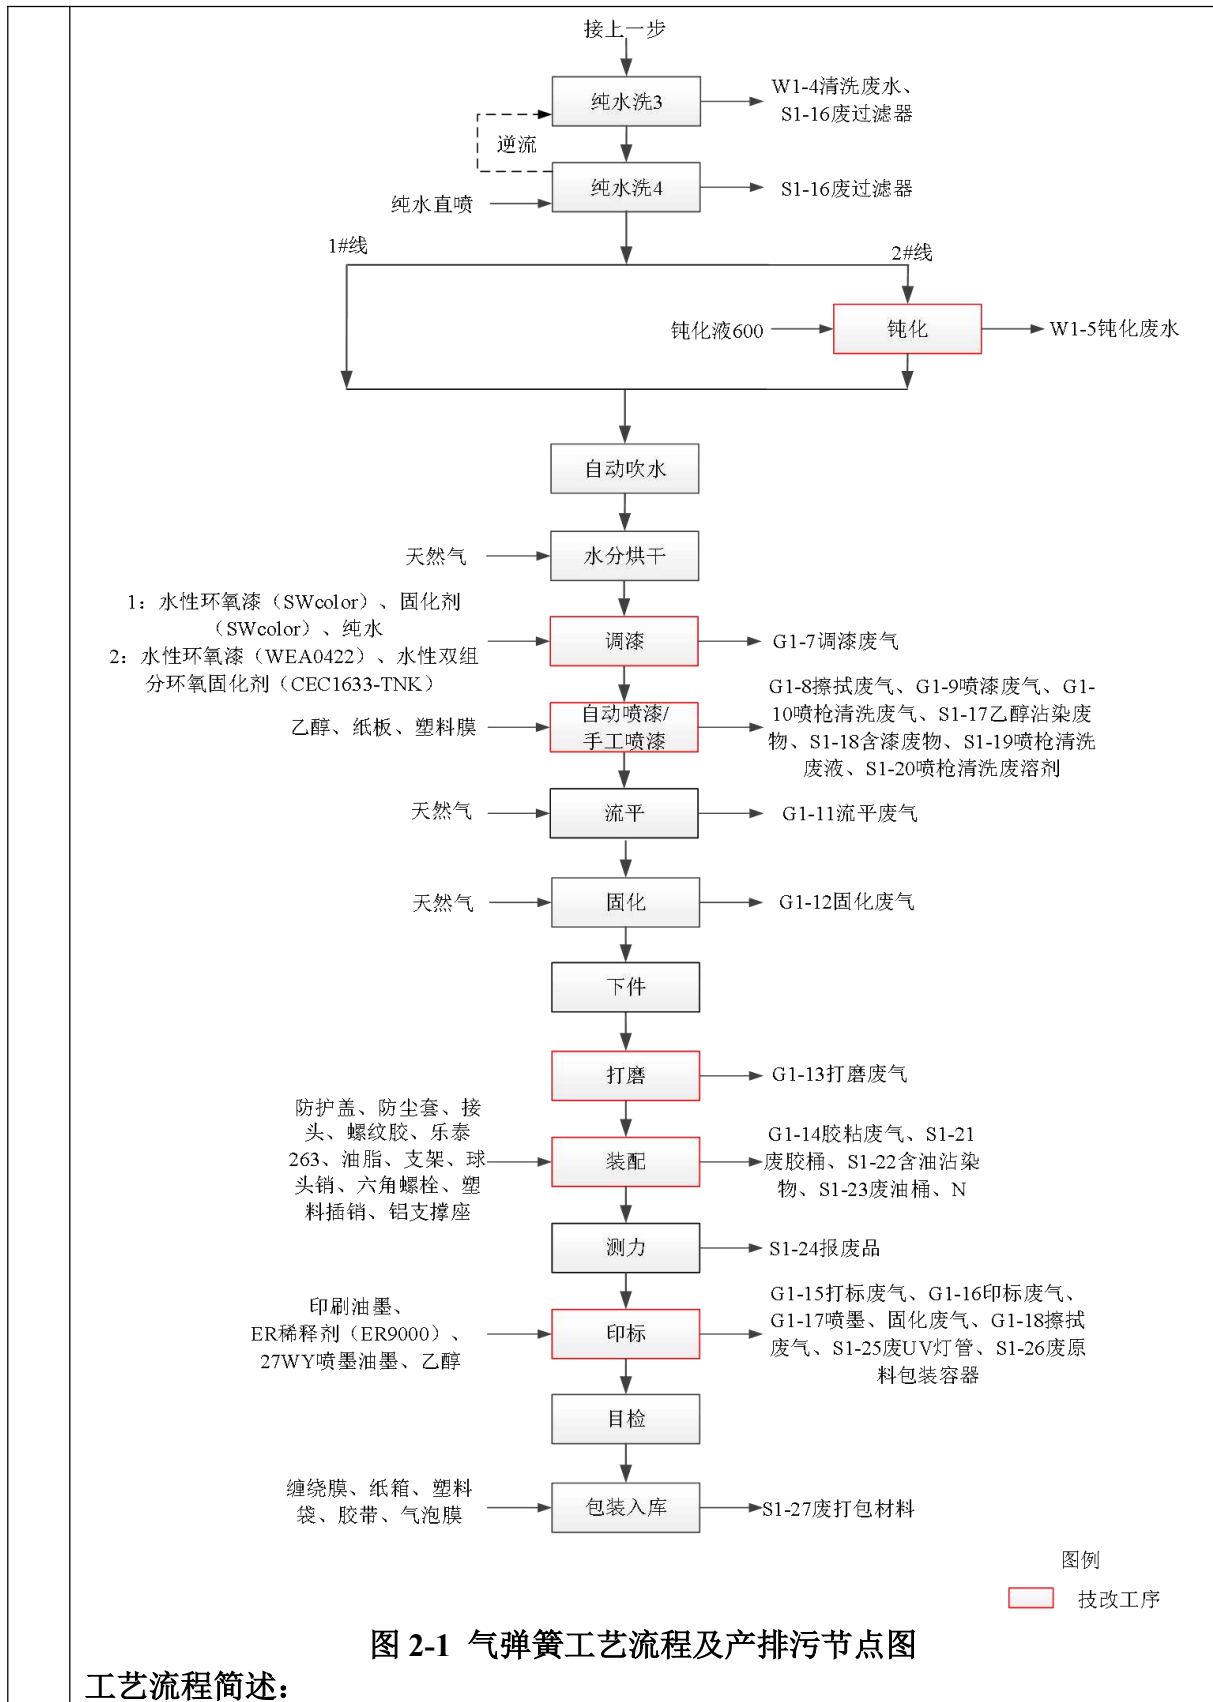 接上一步
纯水洗3
W1-4清洗废水、
S1-16废过滤器
逆流
纯水洗4
S1-16废过滤器
纯水直喷
1#线
2#线
钝化液600
钝化
W1-5钝化废水
自动吹水
天然气
水分烘干
1：水性环氧漆（SWcolor）、固化剂
（SWcolor）、纯水
2：水性环氧漆（WEA0422）、水性双组
分环氧固化剂（CEC1633-TNK）
调漆
G1-7调漆废气
乙醇、纸板、塑料膜
自动喷漆/
手工喷漆
G1-8擦拭废气、G1-9喷漆废气、G1-
10喷枪清洗废气、S1-17乙醇沾染废
物、S1-18含漆废物、S1-19喷枪清洗
废液、S1-20喷枪清洗废溶剂
天然气
流平
G1-11流平废气
天然气
固化
G1-12固化废气
下件
打磨
G1-13打磨废气
防护盖、防尘套、接
头、螺纹胶、乐泰
263、油脂、支架、球
头销、六角螺栓、塑
料插销、铝支撑座
装配
G1-14胶粘废气、S1-21
废胶桶、S1-22含油沾染
物、S1-23废油桶、N
测力
S1-24报废品
印刷油墨、
ER稀释剂（ER9000）、
27WY喷墨油墨、乙醇
印标
G1-15打标废气、G1-16印标废气、
G1-17喷墨、固化废气、G1-18擦拭
废气、S1-25废UV灯管、S1-26废原
料包装容器
目检
缠绕膜、纸箱、塑料
袋、胶带、气泡膜
包装入库
S1-27废打包材料
图例
技改工序
图 2-1 气弹簧工艺流程及产排污节点图
工艺流程简述：